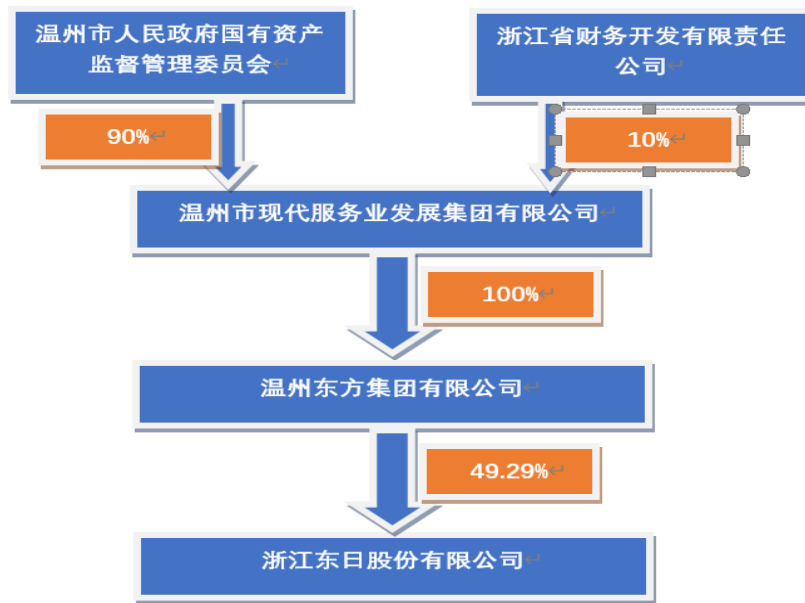 温州市人民政府国有资产
监督管理委员会
浙江省财务开发有限责任
公司
90%
10%
温州市现代服务业发展集团有限公司
100%
温州东方集团有限公司
49.29%
浙江东日股份有限公司